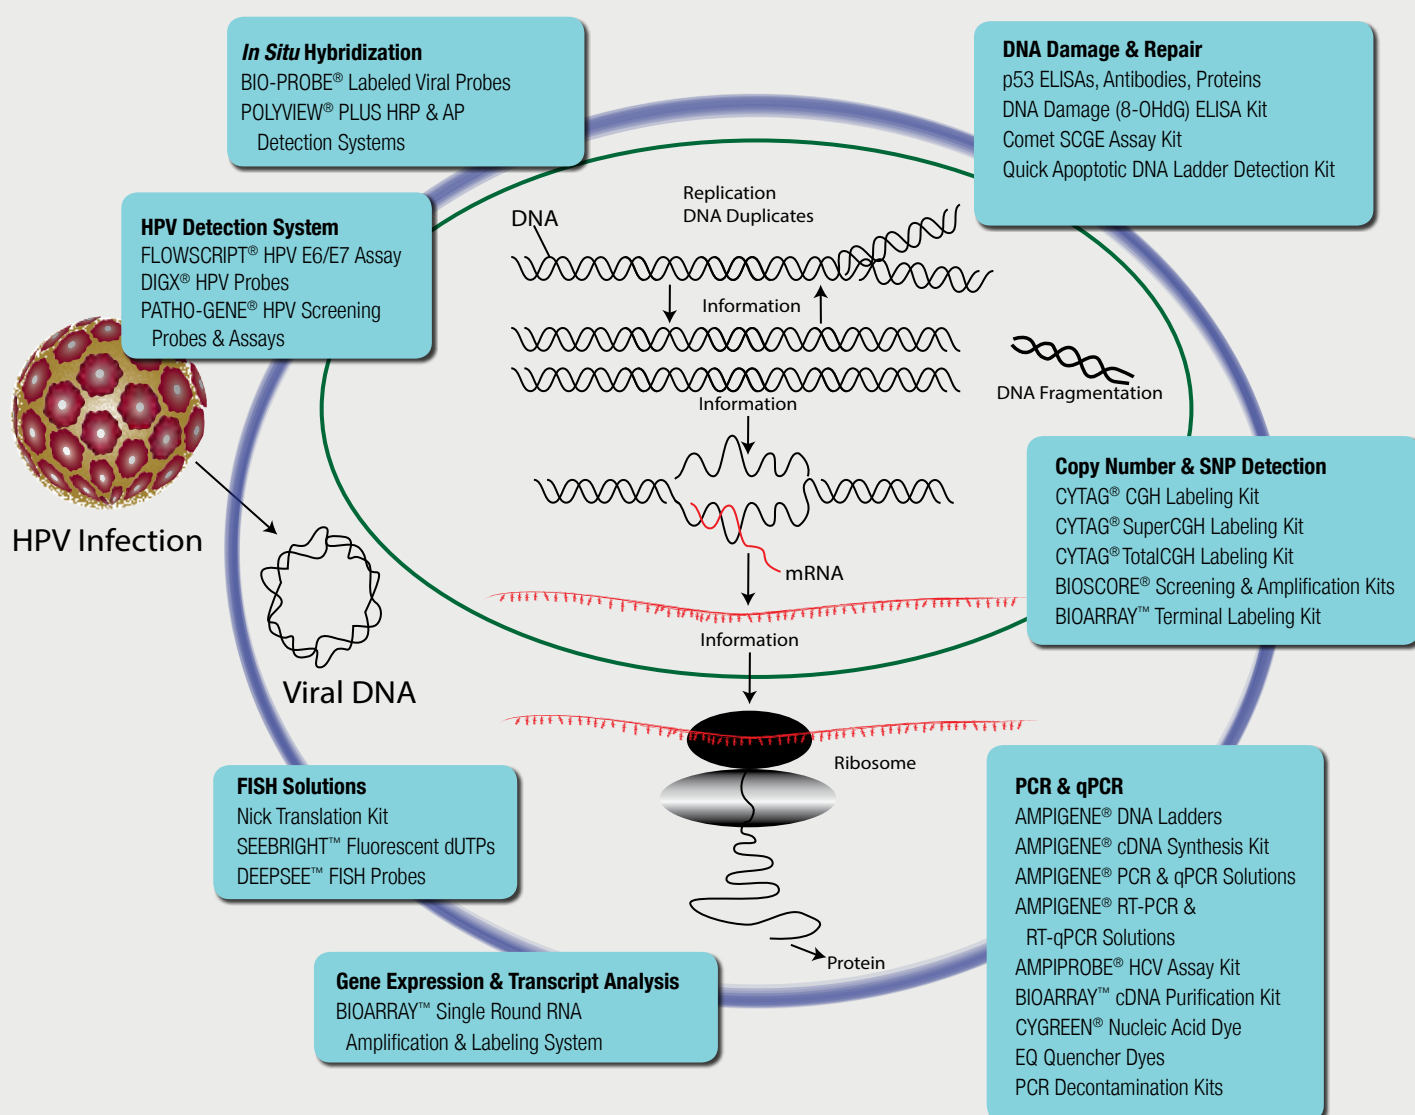 In Situ Hybridization
BIO-PROBE® Labeled Viral Probes
POLYVIEW® PLUS HRP & AP
Detection Systems
DNA Damage & Repair
p53 ELISAs, Antibodies, Proteins
DNA Damage (8-OHdG) ELISA Kit
Comet SCGE Assay Kit
Quick Apoptotic DNA Ladder Detection Kit
HPV Detection System
FLOWSCRIPT® HPV E6/E7 Assay
DIGX® HPV Probes
PATHO-GENE® HPV Screening
Probes & Assays
Replication
DNA Duplicates
DNA
Information
Information
DNA Fragmentation
HPV Infection
Copy Number & SNP Detection
CYTAG® CGH Labeling Kit
CYTAG® SuperCGH Labeling Kit
CYTAG® TotalCGH Labeling Kit
BIOSCORE® Screening & Amplification Kits
BIOARRAY™ Terminal Labeling Kit
mRNA
Information
Viral DNA
Ribosome
Protein
FISH Solutions
Nick Translation Kit
SEEBRIGHT™ Fluorescent dUTPs
DEEPSEE™ FISH Probes
PCR & qPCR
AMPIGENE® DNA Ladders
AMPIGENE® cDNA Synthesis Kit
AMPIGENE® PCR & qPCR Solutions
AMPIGENE® RT-PCR &
RT-qPCR Solutions
AMPIPROBE® HCV Assay Kit
BIOARRAY™ cDNA Purification Kit
CYGREEN® Nucleic Acid Dye
EQ Quencher Dyes
PCR Decontamination Kits
Gene Expression & Transcript Analysis
BIOARRAY™ Single Round RNA
Amplification & Labeling System